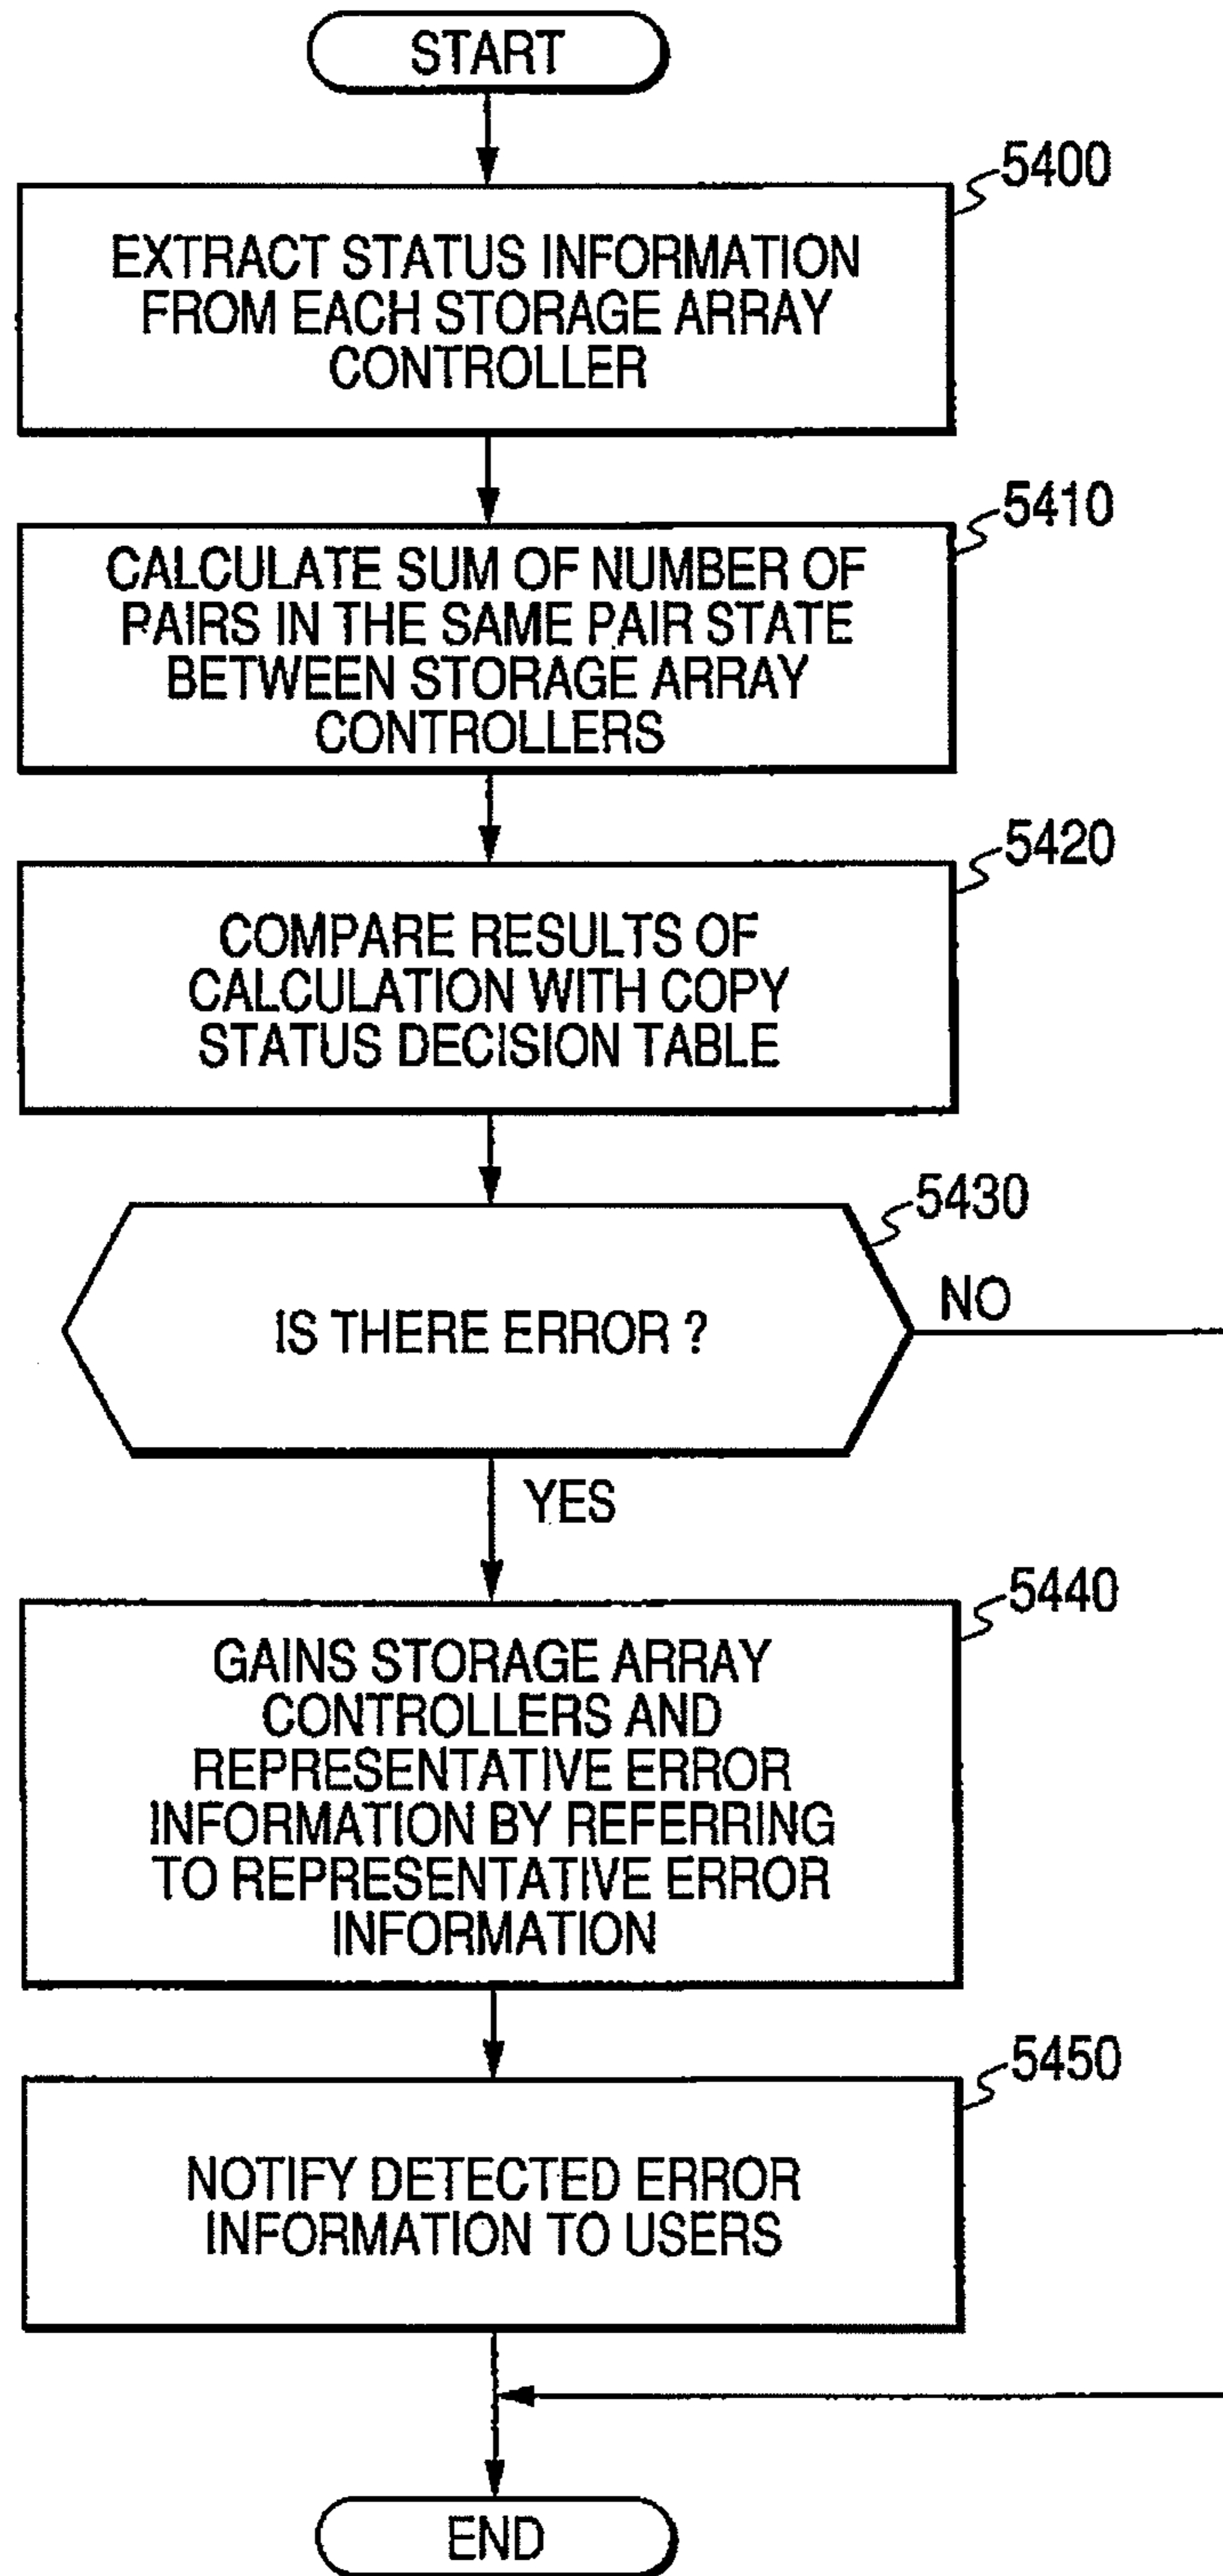 START
5400
EXTRACT STATUS INFORMATION
FROM EACH STORAGE ARRAY
CONTROLLER
5410
CALCULATE SUM OF NUMBER OF
PAIRS IN THE SAME PAIR STATE
BETWEEN STORAGE ARRAY
CONTROLLERS
5420
COMPARE RESULTS OF
CALCULATION WITH COPY
STATUS DECISION TABLE
5430
IS THERE ERROR ?
NO
YES
5440
GAINS STORAGE ARRAY
CONTROLLERS AND
REPRESENTATIVE ERROR
INFORMATION BY REFERRING
TO REPRESENTATIVE ERROR
INFORMATION
5450
NOTIFY DETECTED ERROR
INFORMATION TO USERS
END